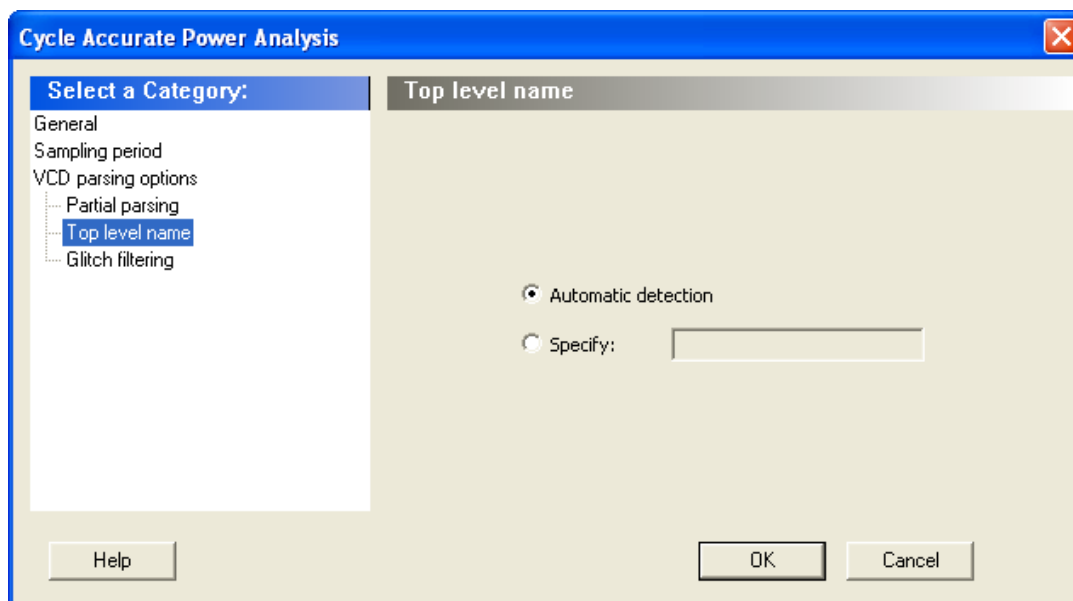 Cycle Accurate Power Analysis
Select a Category:
General
Sampling period
VCD parsing options
Partial parsing
Top level name
Glitch filtering
Top level name
Automatic detection
Specify:
Help
OK
Cancel